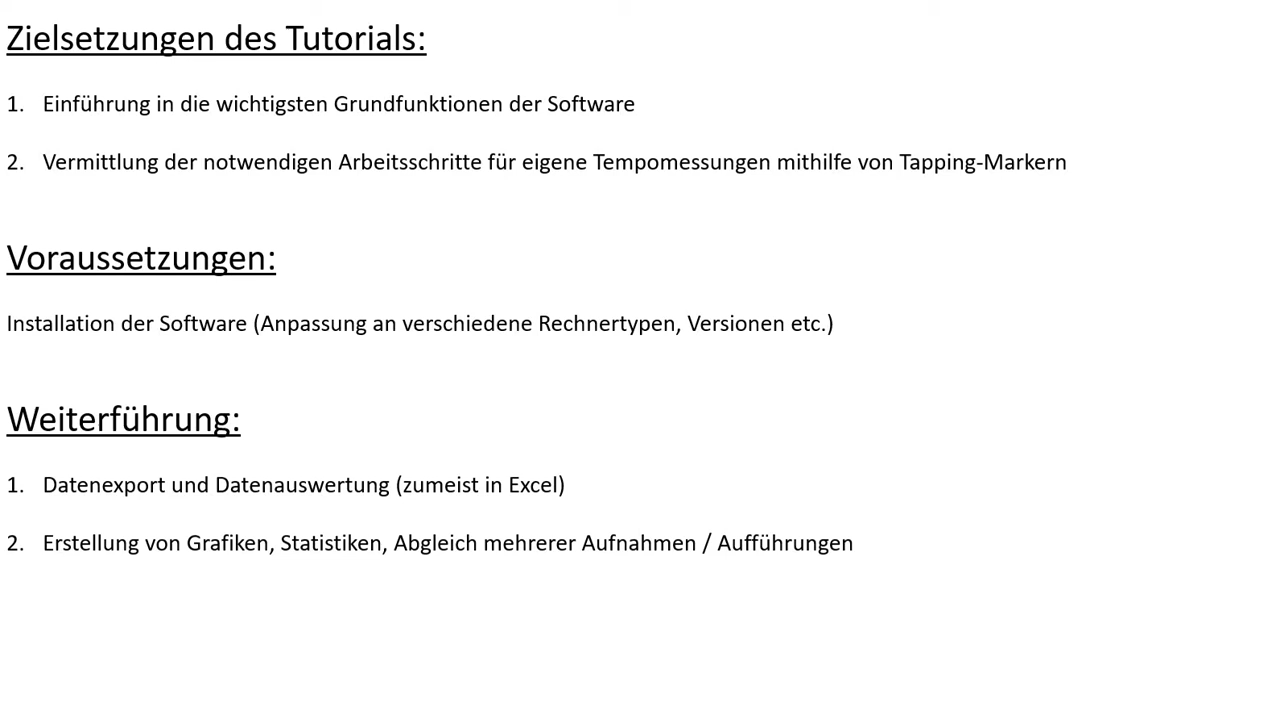 Zielsetzungen des Tutorials:
1. Einführung in die wichtigsten Grundfunktionen der Software
2. Vermittlung der notwendigen Arbeitsschritte für eigene Tempomessungen mithilfe von Tapping-Markern
Voraussetzungen:
Installation der Software (Anpassung an verschiedene Rechnertypen, Versionen etc.)
Weiterführung:
1. Datenexport und Datenauswertung (zumeist in Excel)
2. Erstellung von Grafiken, Statistiken, Abgleich mehrerer Aufnahmen / Aufführungen